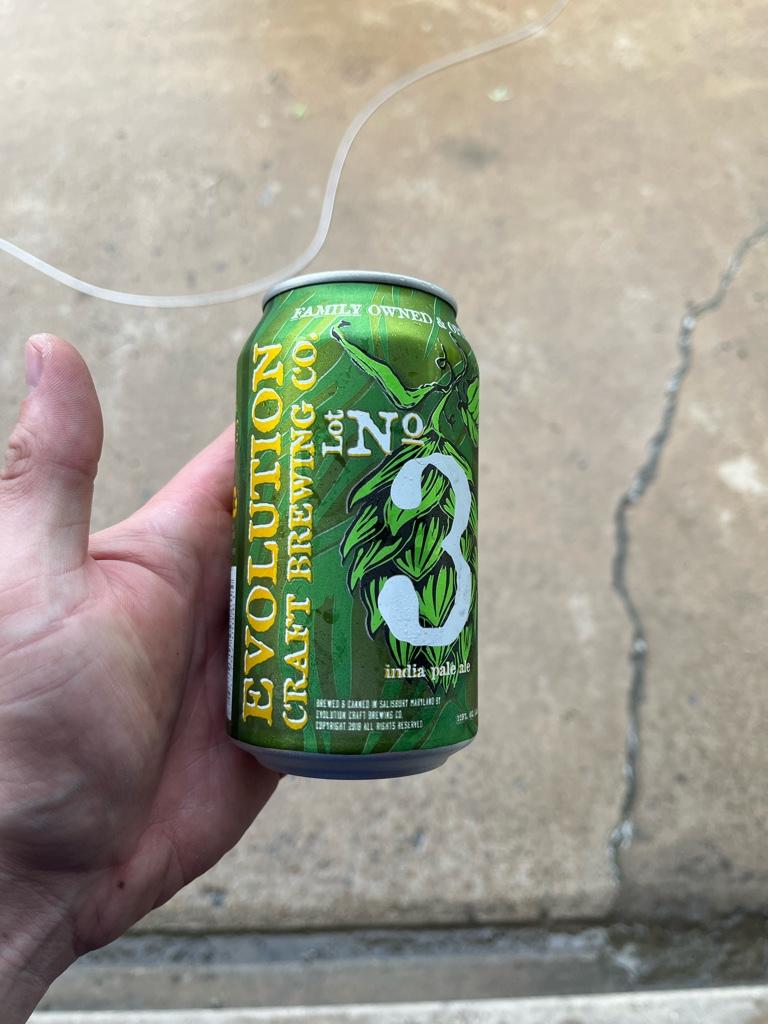 FAMILY OWNED &
EVOLUTION
CRAFT BREWING CO.
Lot No
3
india pale ale
BREWED & CANNED IN SALISBURY MARYLAND BY
EVOLUTION CRAFT BREWING CO.
COPYRIGHT 2018 ALL RIGHTS RESERVED